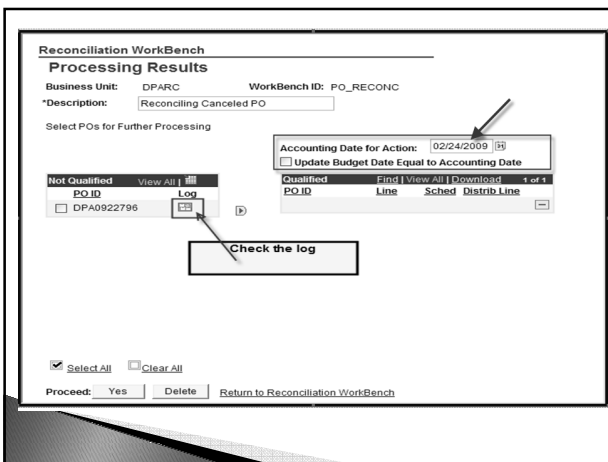 Reconciliation WorkBench
Processing Results
Business Unit: DPARC WorkBench ID: PO_RECONC
*Description: Reconciling Canceled PO
Select POs for Further Processing
Accounting Date for Action: 02/24/2009
Update Budget Date Equal to Accounting Date
Not Qualified View All |
PO ID Log
DPA0922796
Qualified Find | View All | Download 1 of 1
PO ID Line Sched Distrib Line
Check the log
Select All Clear All
Proceed: Yes Delete Return to Reconciliation WorkBench